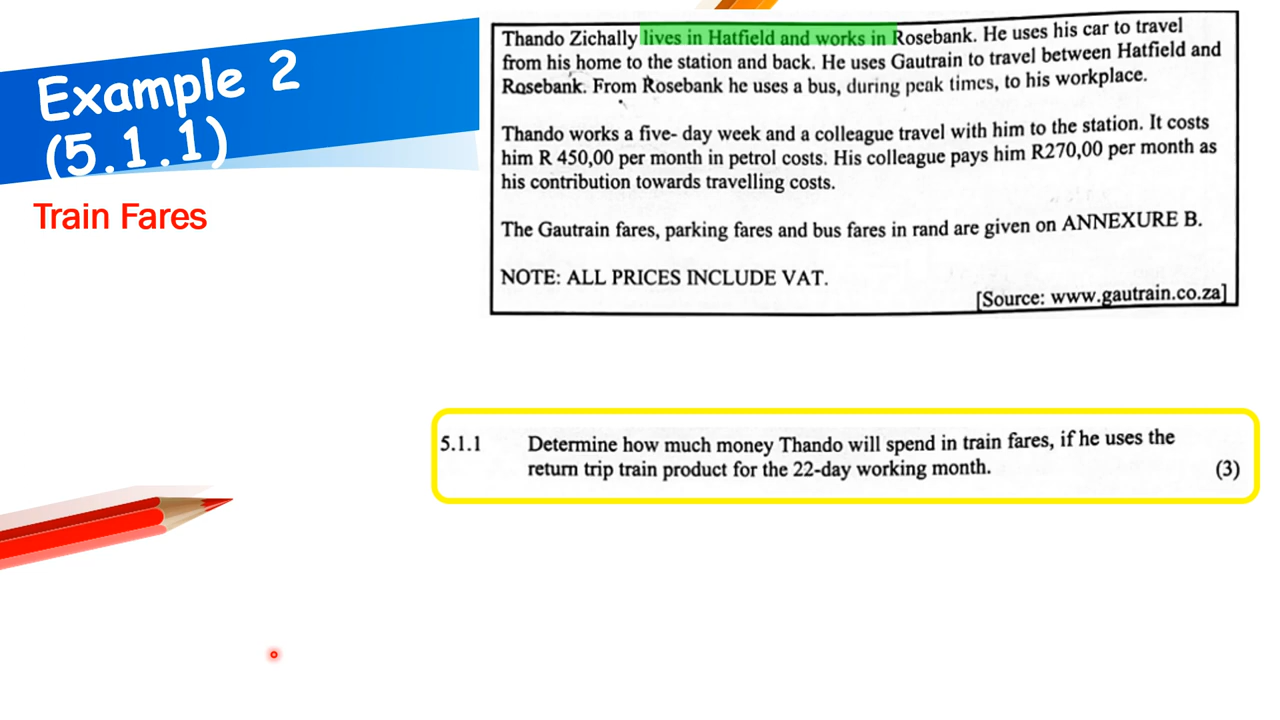 Example 2
(5.1.1)
Train Fares
Thando Zichally lives in Hatfield and works in Rosebank. He uses his car to travel
from his home to the station and back. He uses Gautrain to travel between Hatfield and
Rosebank. From Rosebank he uses a bus, during peak times, to his workplace.
Thando works a five- day week and a colleague travel with him to the station. It costs
him R 450,00 per month in petrol costs. His colleague pays him R270,00 per month as
his contribution towards travelling costs.
The Gautrain fares, parking fares and bus fares in rand are given on ANNEXURE B.
NOTE: ALL PRICES INCLUDE VAT.
[Source: www.gautrain.co.za]
5.1.1 Determine how much money Thando will spend in train fares, if he uses the
return trip train product for the 22-day working month. (3)